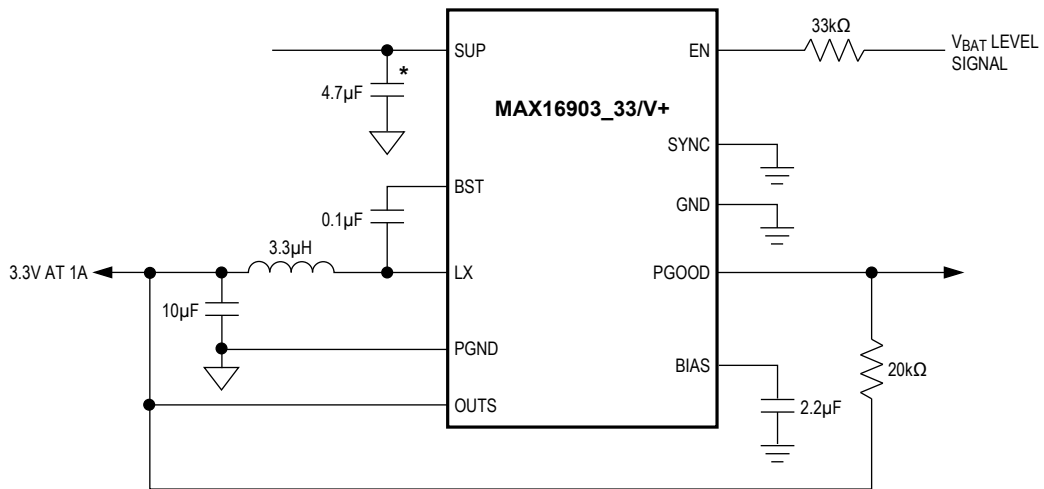 33kΩ
SUP
EN
V_BAT LEVEL
SIGNAL
*
4.7µF
MAX16903_33/V+
SYNC
BST
GND
0.1µF
3.3µH
3.3V AT 1A
LX
PGOOD
10µF
PGND
BIAS
20kΩ
OUTS
2.2µF